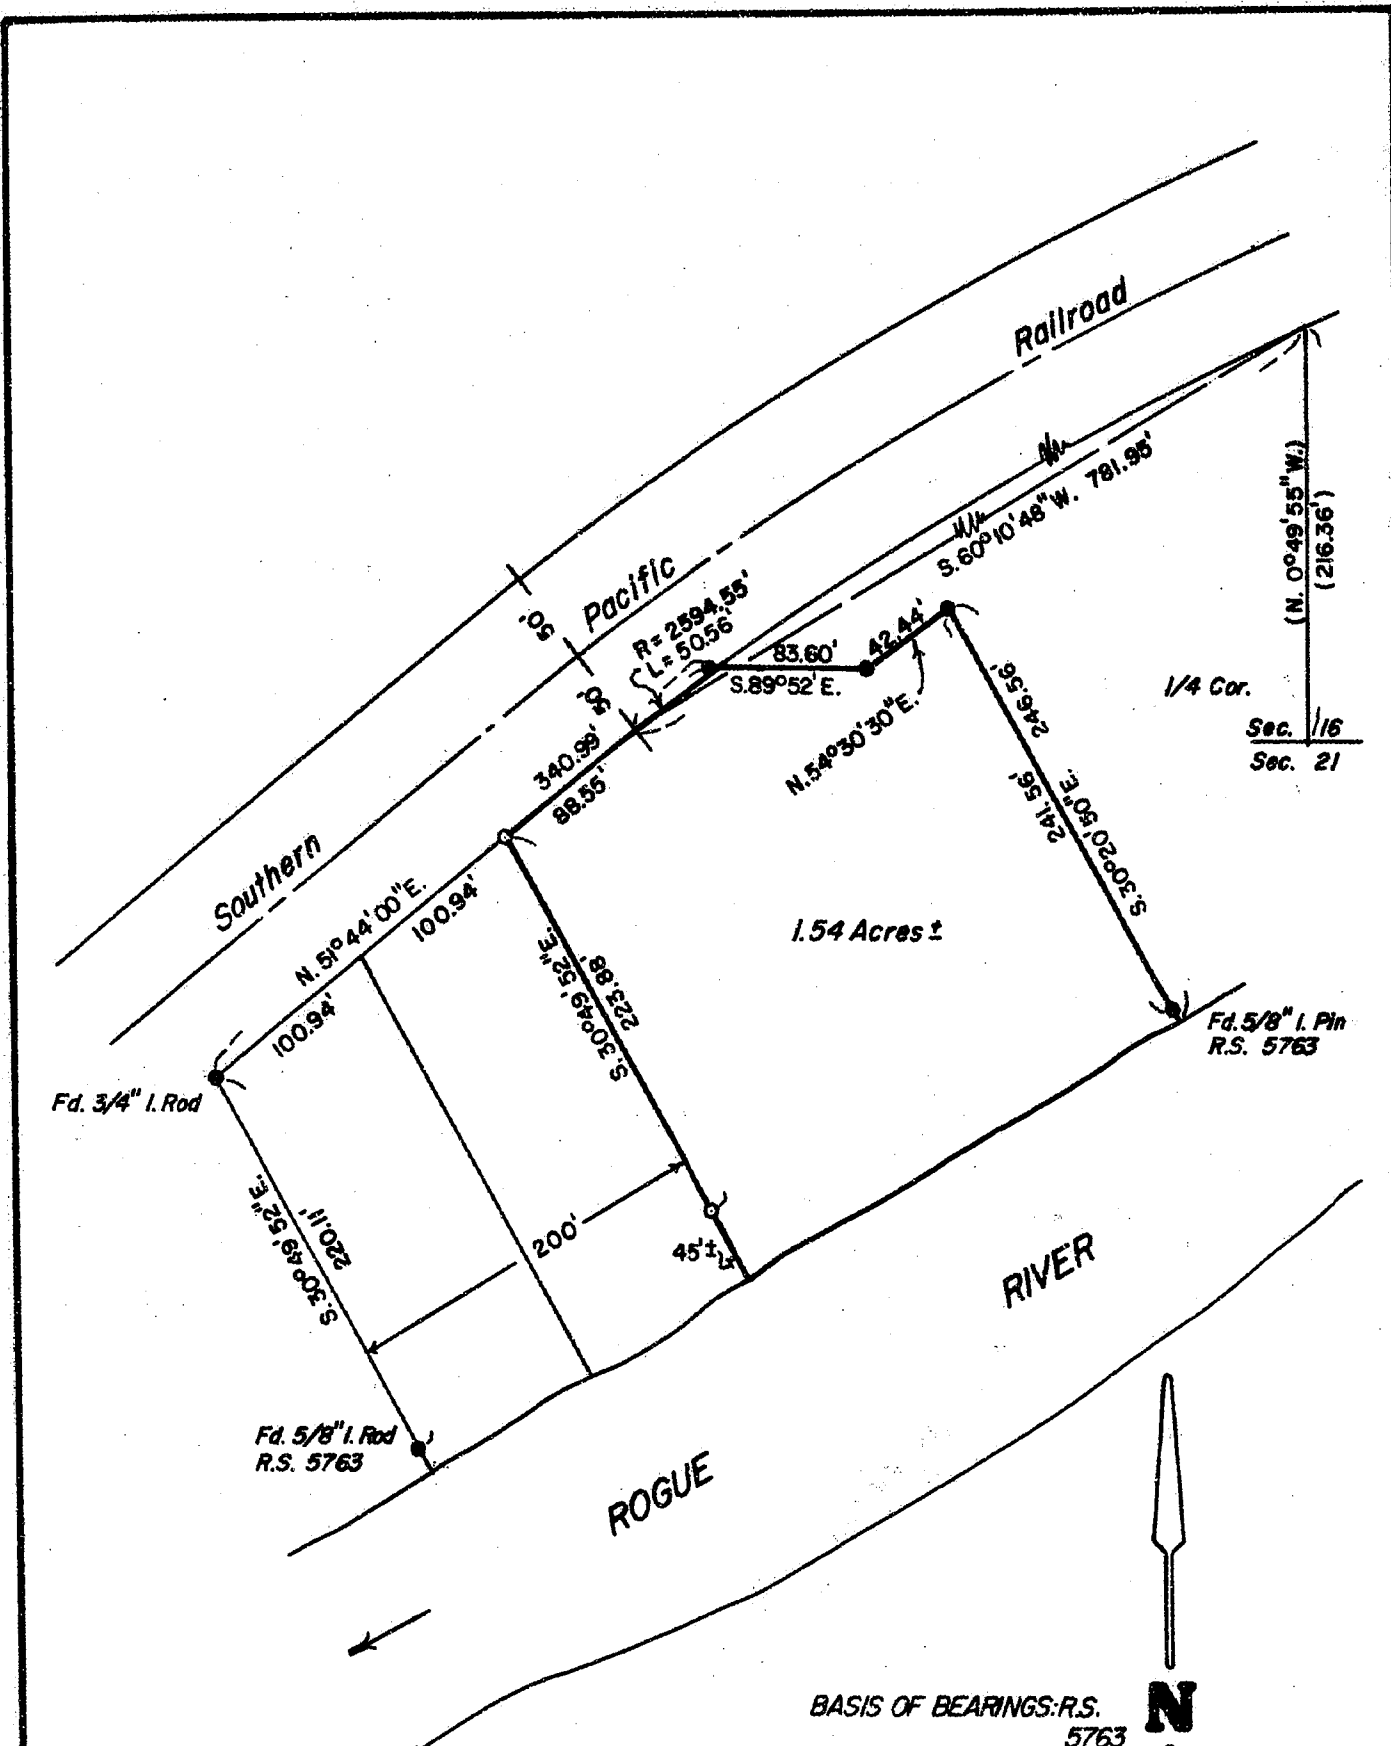 Railroad
Pacific
Southern
50'
50'
R = 2594.55'
L = 50.56'
S.60°10'48"W. 781.95'
(N. 0°49'55"W.)
(216.36')
83.60'
S.89°52'E.
42.44'
N.54°30'30"E.
1/4 Cor.
Sec. 16
Sec. 21
246.56'
241.56'
S.30°20'50"E.
340.99'
88.55'
N.51°44'00"E.
100.94'
100.94'
1.54 Acres ±
S.30°49'52"E.
223.88'
Fd. 5/8" I. Pin
R.S. 5763
Fd. 3/4" I. Rod
S.30°49'52"E.
220.11'
200'
45'±
Fd. 5/8" I. Rod
R.S. 5763
ROGUE
RIVER
BASIS OF BEARINGS: R.S.
5763
N